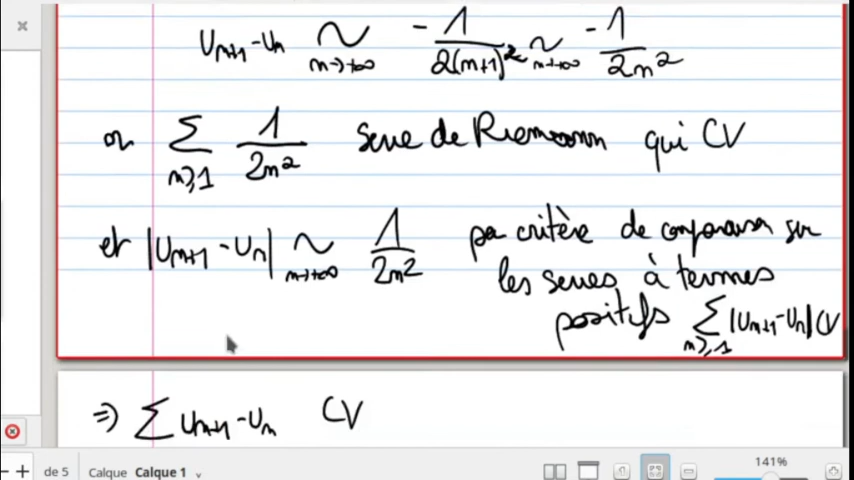 Un+1 - Un ~ n→+∞ -1/2(n+1)² ~ n→+∞ -1/2n²
or ∑ n≥1 1/2n² serie de Riemann qui CV
et |Un+1 - Un| ~ n→+∞ 1/2n² par critère de comparaison sur
les series à termes
positifs ∑ n≥1 |Un+1 - Un| CV
⇒ ∑ Un+1 - Un CV
de 5 Calque Calque 1 141%